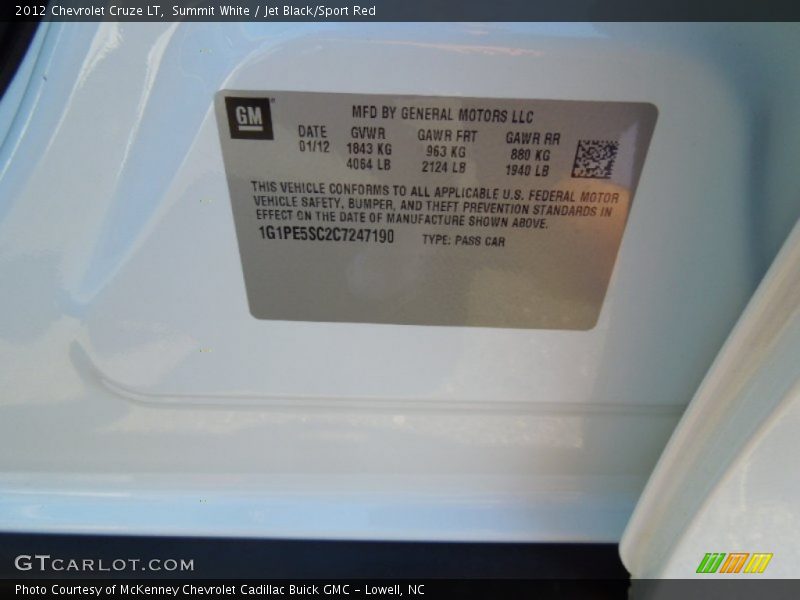 2012 Chevrolet Cruze LT,  Summit White / Jet Black/Sport Red
GM
MFD BY GENERAL MOTORS LLC
DATE GVWR GAWR FRT GAWR RR
01/12 1843 KG 963 KG 880 KG
4064 LB 2124 LB 1940 LB
THIS VEHICLE CONFORMS TO ALL APPLICABLE U.S. FEDERAL MOTOR
VEHICLE SAFETY, BUMPER, AND THEFT PREVENTION STANDARDS IN
EFFECT ON THE DATE OF MANUFACTURE SHOWN ABOVE.
1G1PE5SC2C7247190 TYPE: PASS CAR
GTCARLOT.COM
Photo Courtesy of McKenney Chevrolet Cadillac Buick GMC - Lowell, NC